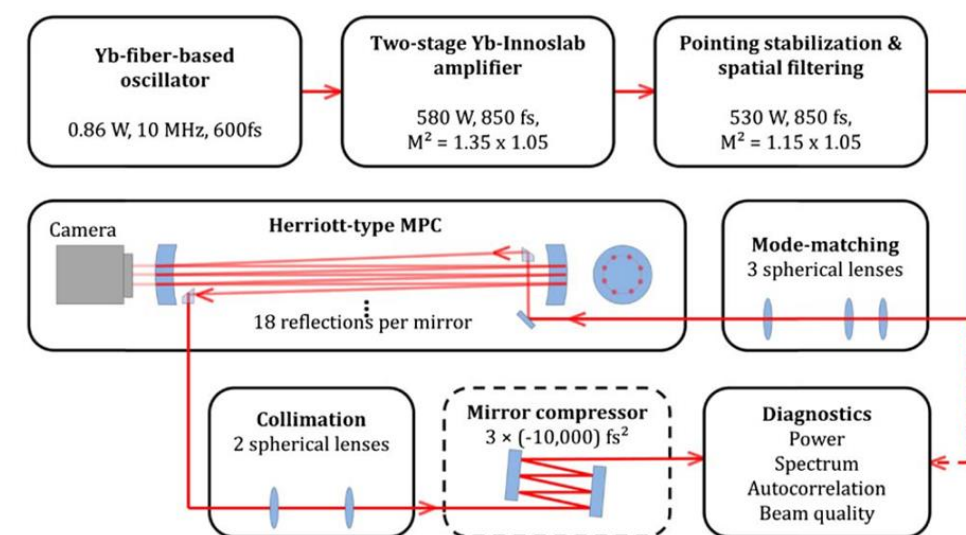 Yb-fiber-based
oscillator
0.86 W, 10 MHz, 600fs
Two-stage Yb-Innoslab
amplifier
580 W, 850 fs,
M² = 1.35 x 1.05
Pointing stabilization &
spatial filtering
530 W, 850 fs,
M² = 1.15 x 1.05
Camera
Herriott-type MPC
18 reflections per mirror
Mode-matching
3 spherical lenses
Collimation
2 spherical lenses
Mirror compressor
3 × (-10,000) fs²
Diagnostics
Power
Spectrum
Autocorrelation
Beam quality